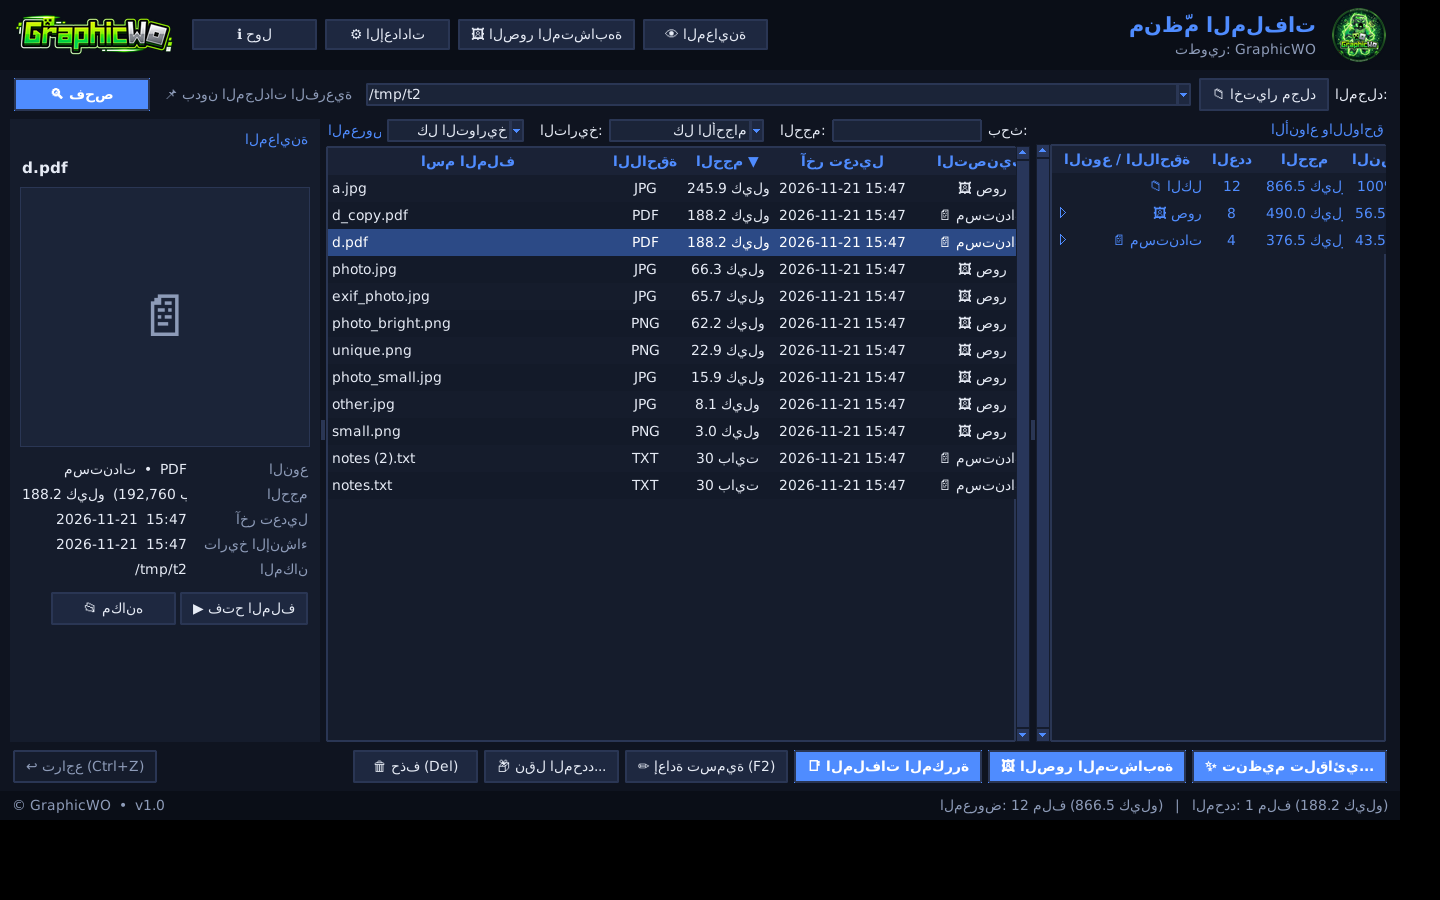 منظّم الملفات
تطوير: GraphicWO
👁 المعاينة
🖼 الصور المتشابهة
⚙ الإعدادات
ℹ حول
GraphicWO
المجلد:
📁 اختيار مجلد
/tmp/t2
📌 بدون المجلدات الفرعية
🔍 فحص
الأنواع واللواحق
النوع / اللاحقة العدد الحجم
📁 الكل 12 866.5 كيل 100%
🖼 صور 8 490.0 كيل 56.5
📄 مستندات 4 376.5 كيل 43.5
بحث:
الحجم: كل الأحجام
التاريخ: كل التواريخ
اسم الملف اللاحقة الحجم ▼ آخر تعديل
a.jpg JPG 245.9 كيلو 2026-11-21 15:47 🖼 صور
d_copy.pdf PDF 188.2 كيلو 2026-11-21 15:47 📄 مستندا
d.pdf PDF 188.2 كيلو 2026-11-21 15:47 📄 مستندا
photo.jpg JPG 66.3 كيلو 2026-11-21 15:47 🖼 صور
exif_photo.jpg JPG 65.7 كيلو 2026-11-21 15:47 🖼 صور
photo_bright.png PNG 62.2 كيلو 2026-11-21 15:47 🖼 صور
unique.png PNG 22.9 كيلو 2026-11-21 15:47 🖼 صور
photo_small.jpg JPG 15.9 كيلو 2026-11-21 15:47 🖼 صور
other.jpg JPG 8.1 كيلو 2026-11-21 15:47 🖼 صور
small.png PNG 3.0 كيلو 2026-11-21 15:47 🖼 صور
notes (2).txt TXT 30 بايت 2026-11-21 15:47 📄 مستندا
notes.txt TXT 30 بايت 2026-11-21 15:47 📄 مستندا
المعاينة
d.pdf
النوع مستندات • PDF
الحجم 188.2 كيلو (192,760 ب
آخر تعديل 2026-11-21 15:47
تاريخ الإنشاء 2026-11-21 15:47
المكان /tmp/t2
▶ فتح الملف
📂 مكانه
✨ تنظيم تلقائي...
🖼 الصور المتشابهة
📑 الملفات المكررة
✏ إعادة تسمية (F2)
📦 نقل المحدد...
🗑 حذف (Del)
↩ تراجع (Ctrl+Z)
المعروض: 12 ملف (866.5 كيلو) | المحدد: 1 ملف (188.2 كيلو)
© GraphicWO • v1.0